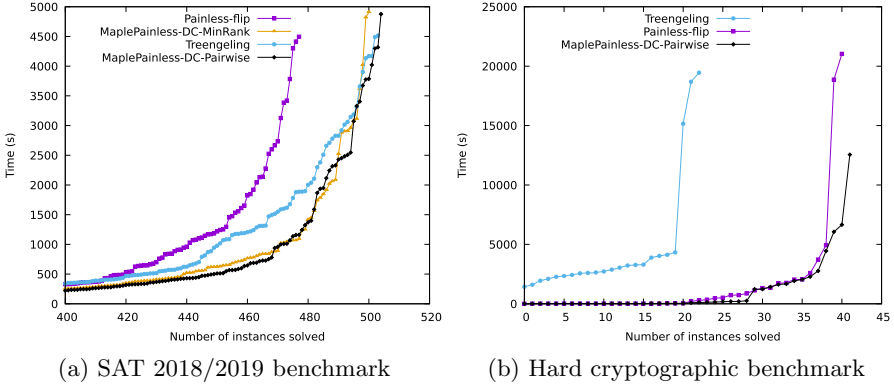 Painless-flip
MaplePainless-DC-MinRank
Treengeling
MaplePainless-DC-Pairwise
5000
4500
4000
3500
3000
2500
2000
1500
1000
500
0
Time (s)
400
420
440
460
480
500
520
Number of instances solved
(a) SAT 2018/2019 benchmark
Treengeling
Painless-flip
MaplePainless-DC-Pairwise
25000
20000
15000
10000
5000
0
Time (s)
0
5
10
15
20
25
30
35
40
45
Number of instances solved
(b) Hard cryptographic benchmark